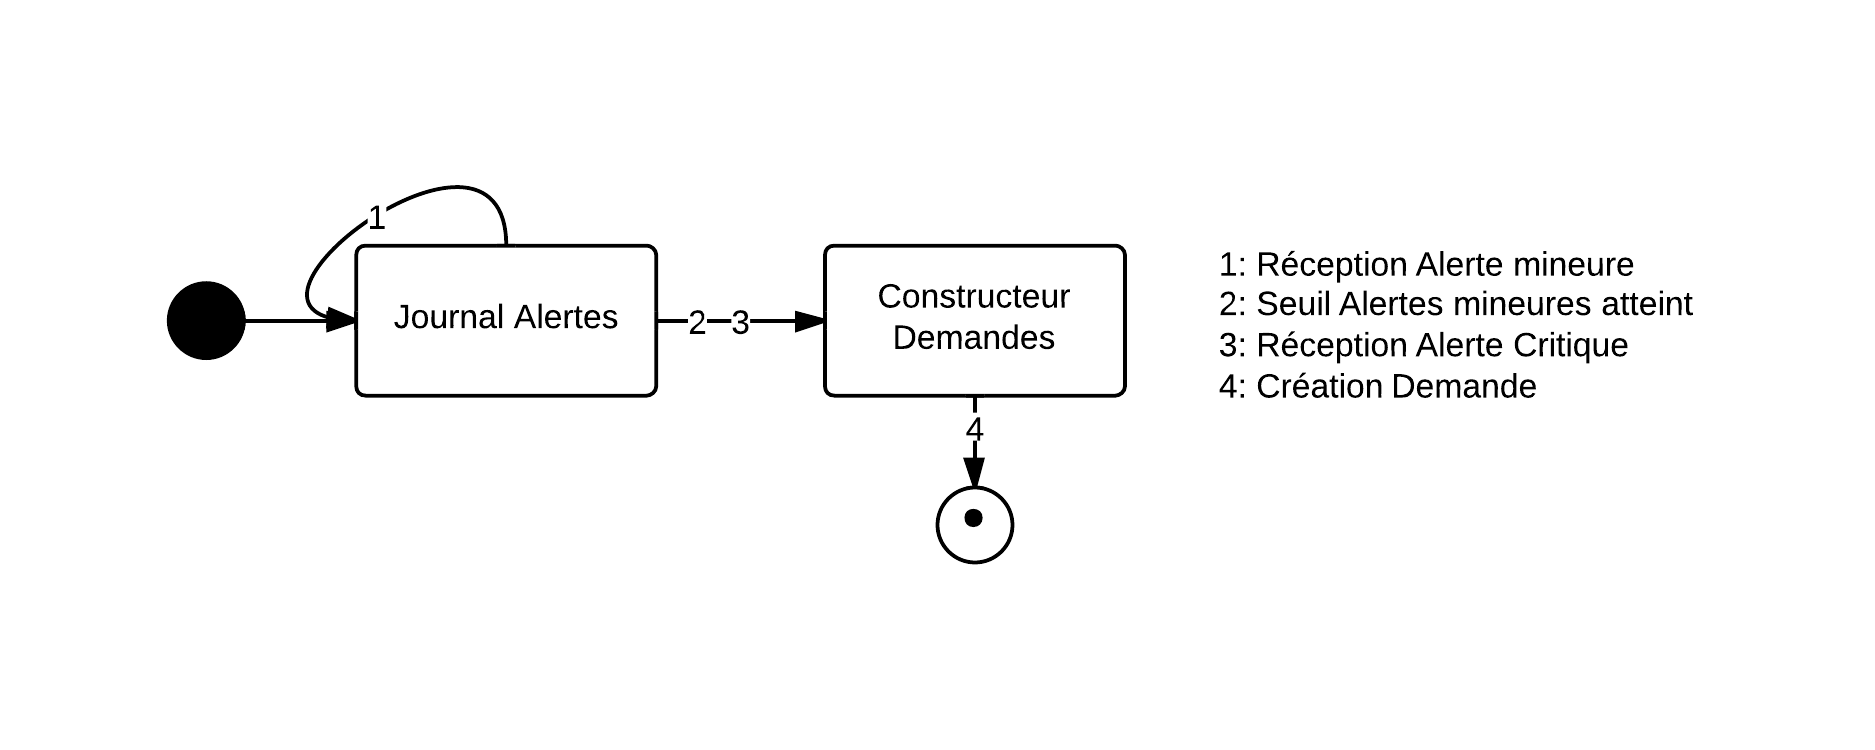 1
Journal Alertes
2
3
Constructeur
Demandes
4
1: Réception Alerte mineure
2: Seuil Alertes mineures atteint
3: Réception Alerte Critique
4: Création Demande